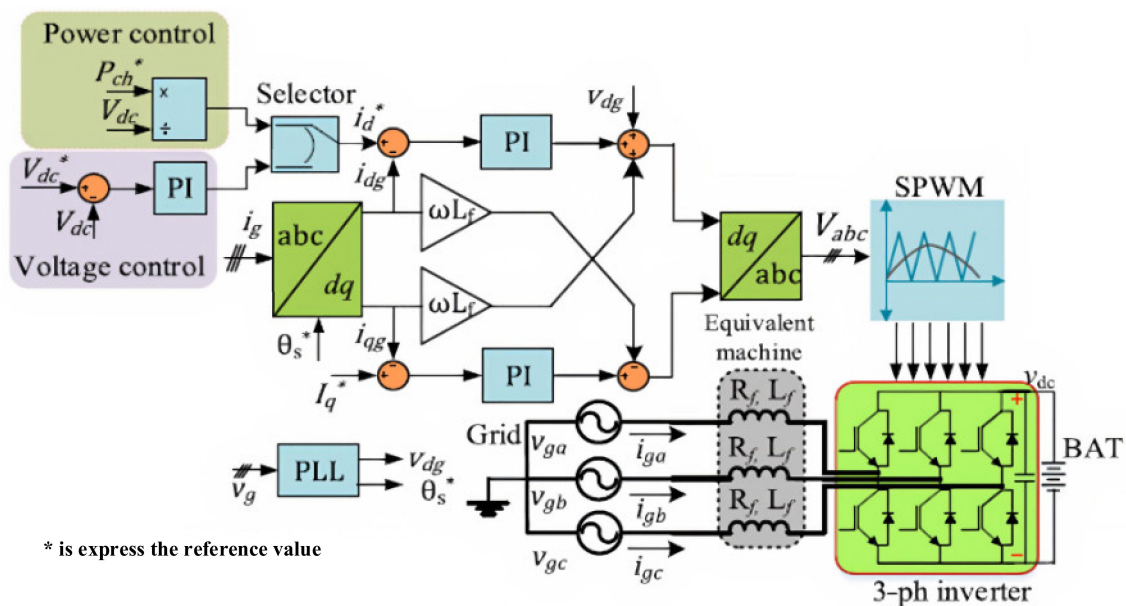 Power control
P_ch*
V_dc
×
÷
Selector
V_dc*
V_dc
PI
Voltage control
i_d*
i_dg
PI
v_dg
i_g
abc
dq
θ_s*
ωL_f
ωL_f
i_qg
I_q*
PI
dq
abc
V_abc
SPWM
Equivalent
machine
v_g
PLL
v_dg
θ_s*
Grid
v_ga
i_ga
R_f, L_f
v_gb
i_gb
R_f, L_f
v_gc
i_gc
R_f, L_f
v_dc
+
−
BAT
3-ph inverter
* is express the reference value